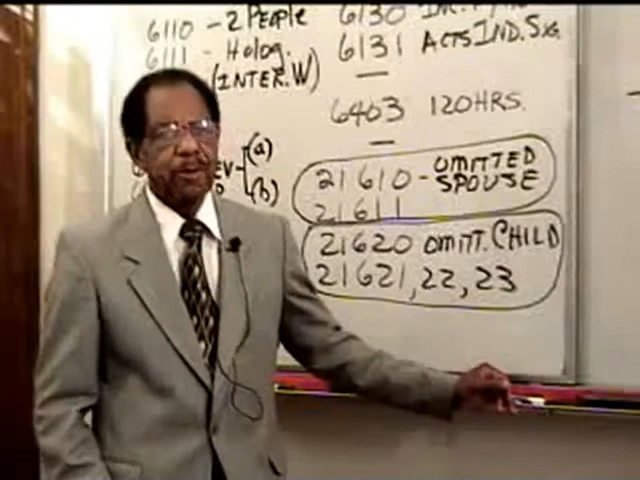 6110 - 2 PEOPLE
6111 - Holog.
(INTER.W)
EV - (a)
(b)
6130
6131 ACTS IND. SIG.
6403 120 HRS.
21610 - OMITTED SPOUSE
21611
21620 OMITT. CHILD
21621, 22, 23